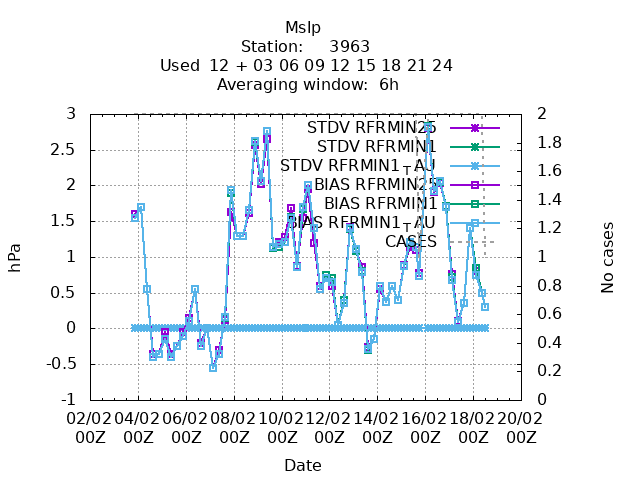 Mslp
Station: 3963
Used 12 + 03 06 09 12 15 18 21 24
Averaging window: 6h
3
2.5
2
1.5
1
0.5
0
-0.5
-1
2
1.8
1.6
1.4
1.2
1
0.8
0.6
0.4
0.2
0
hPa
No cases
STDV RFRMIN25
STDV RFRMIN1
STDV RFRMIN1┬AU
BIAS RFRMIN25
BIAS RFRMIN1
BIAS RFRMIN1┬AU
CASES
02/02 04/02 06/02 08/02 10/02 12/02 14/02 16/02 18/02 20/02
00Z 00Z 00Z 00Z 00Z 00Z 00Z 00Z 00Z 00Z
Date